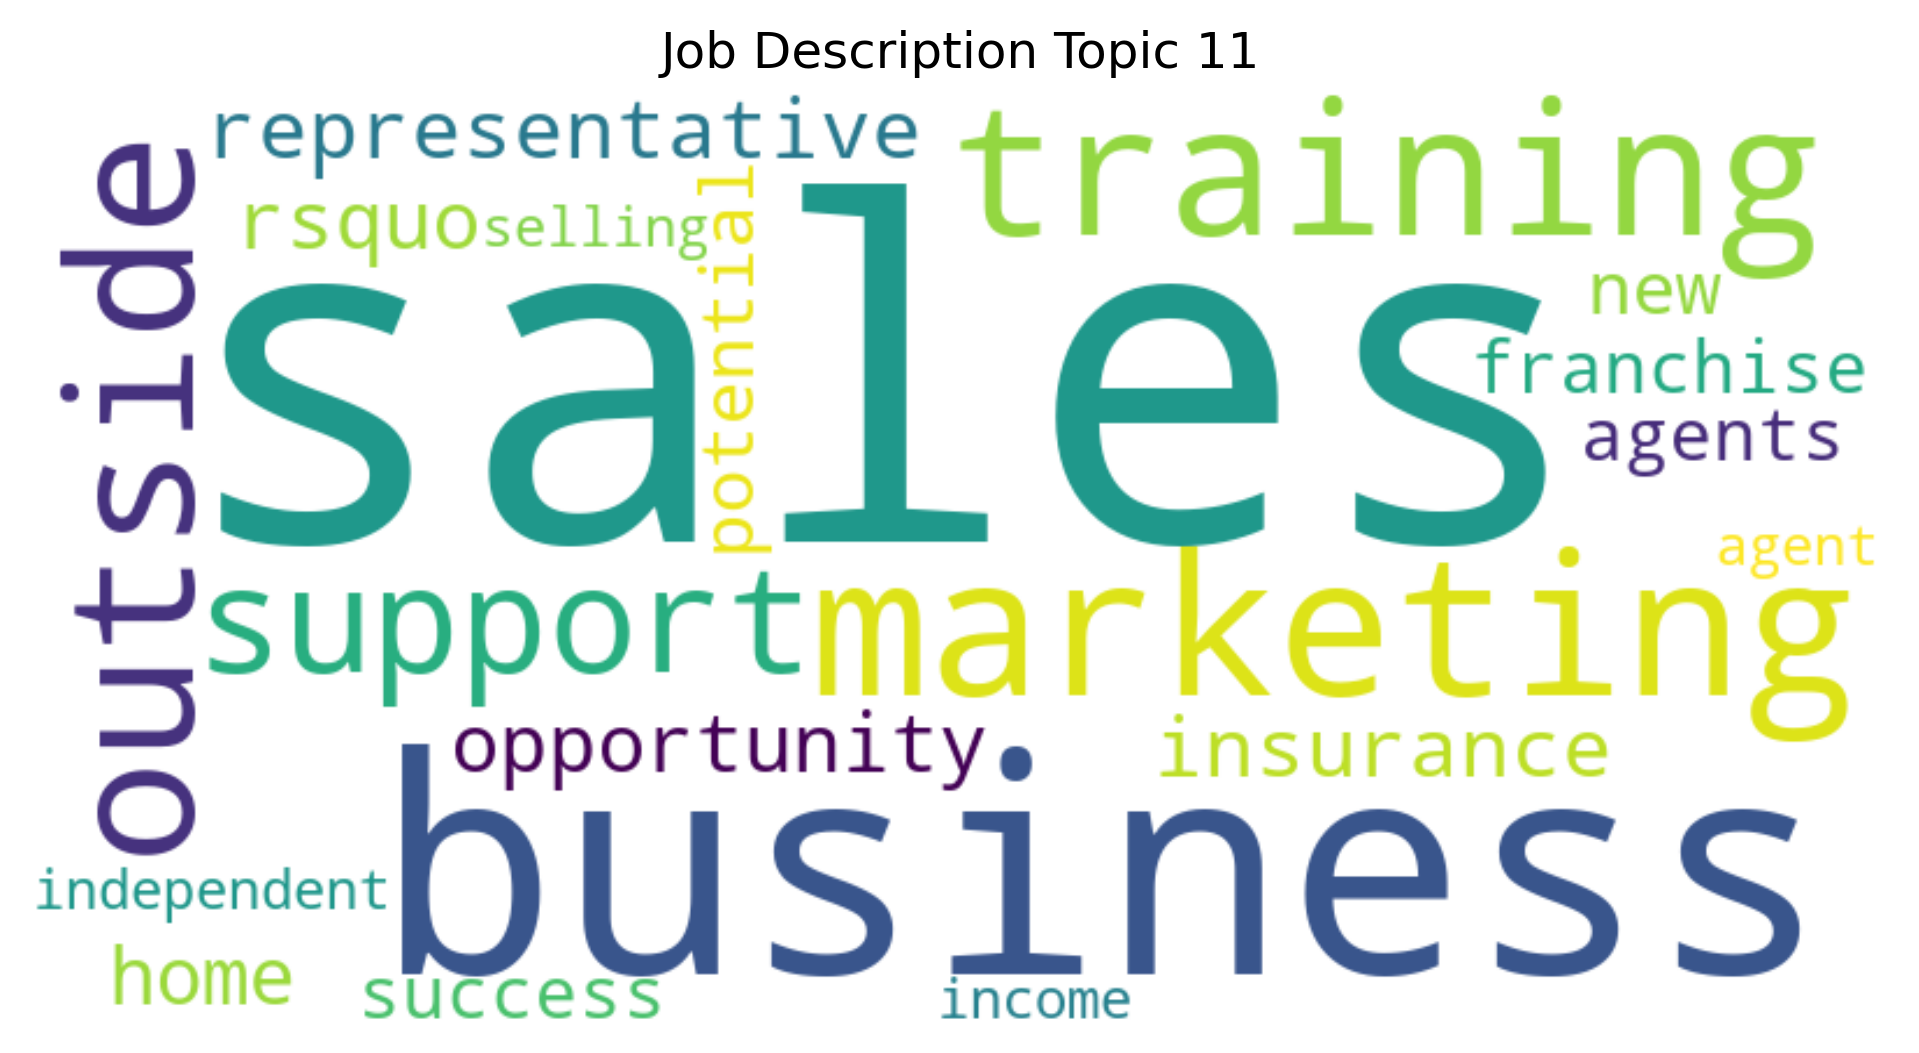 Job Description Topic 11
representative
training
outside
rsquo
selling
potential
sales
new
franchise
agents
agent
support
marketing
opportunity
insurance
business
independent
home
success
income